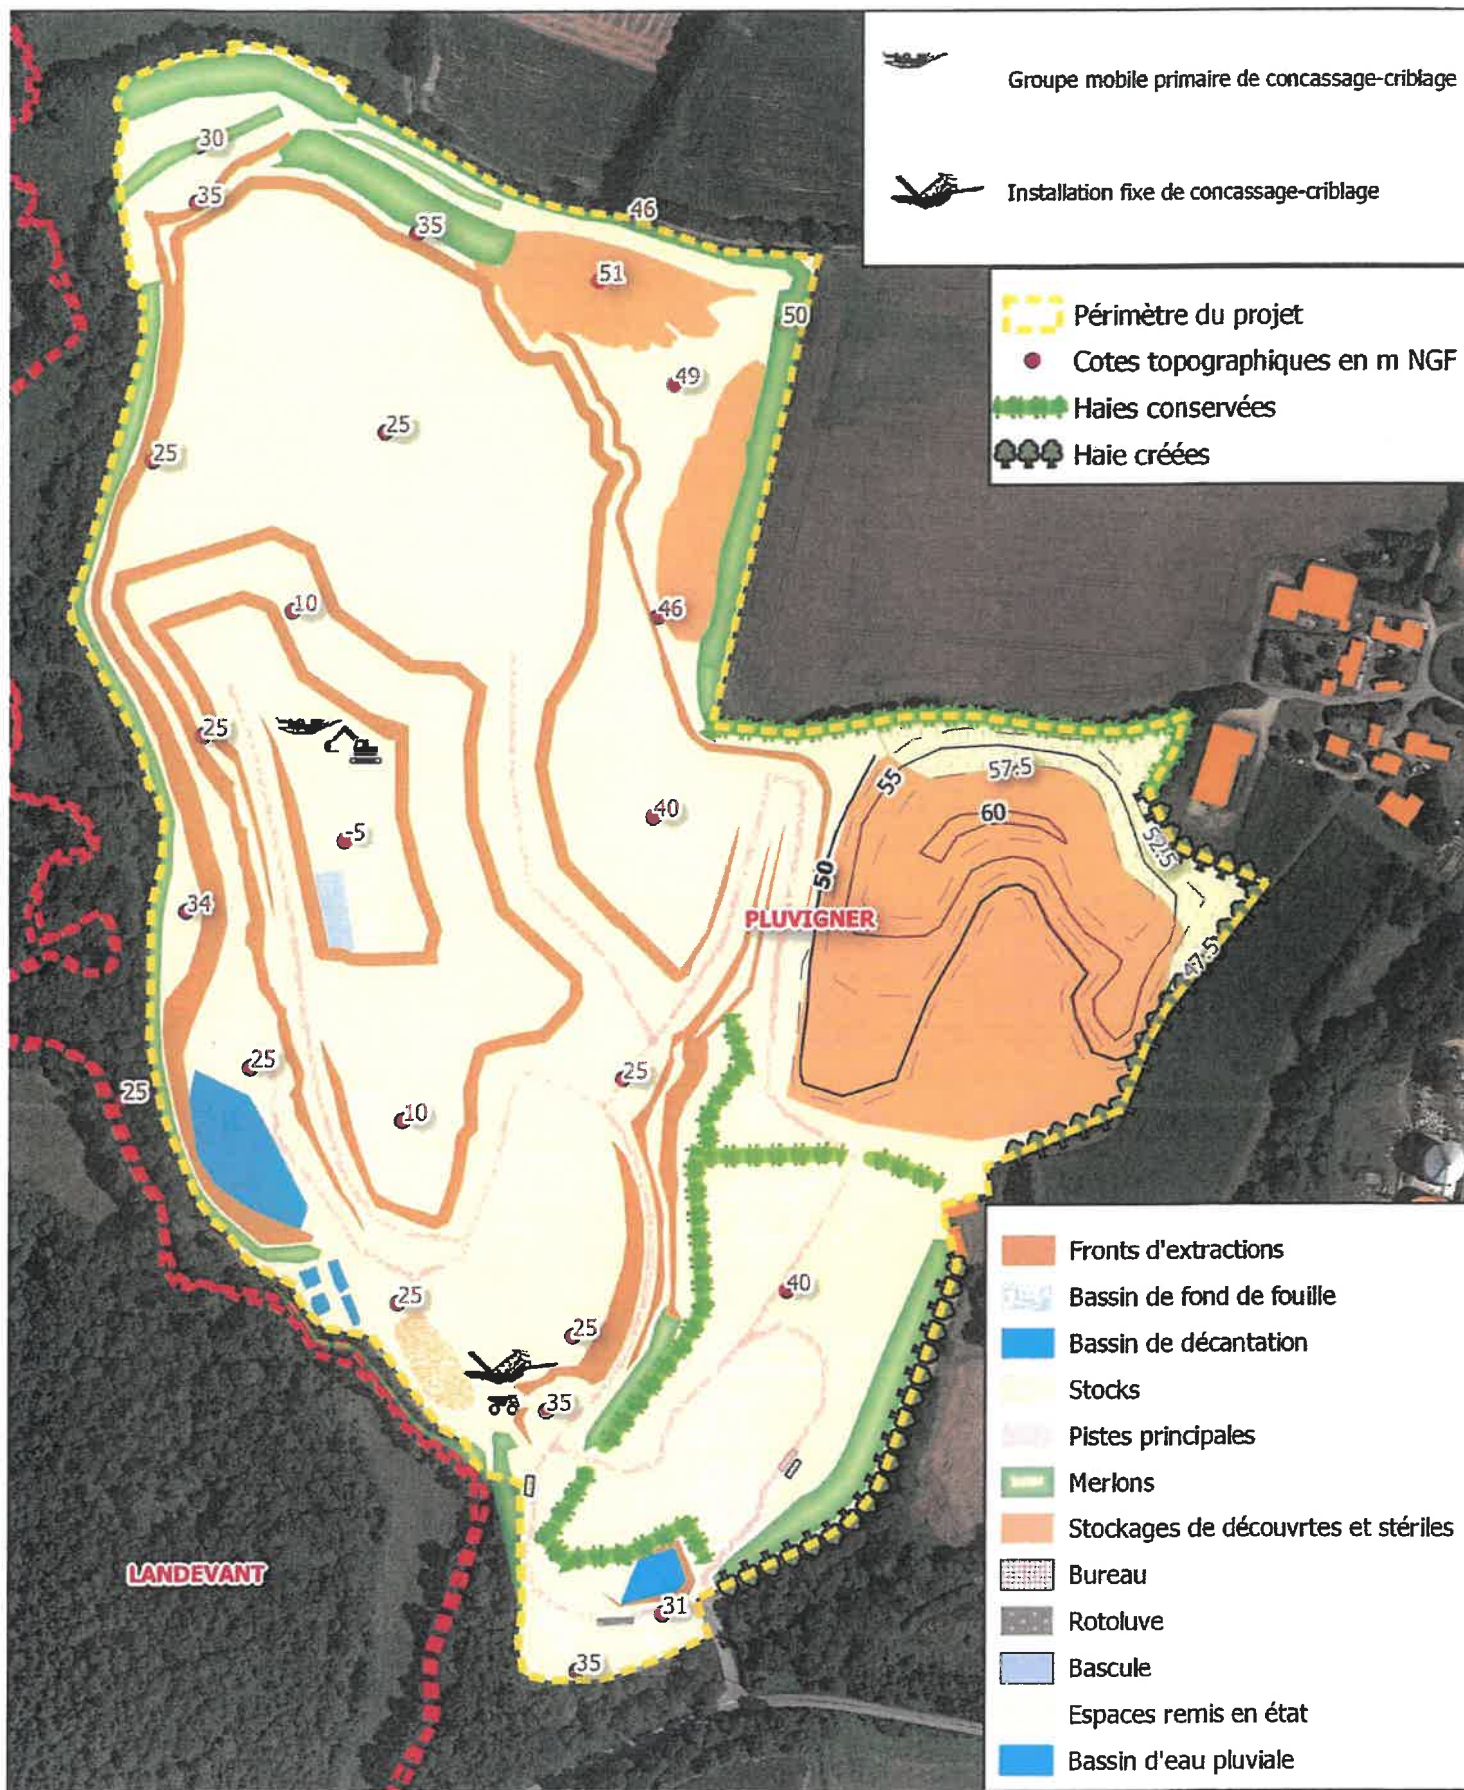 Groupe mobile primaire de concassage-criblage
Installation fixe de concassage-criblage
Périmètre du projet
Cotes topographiques en m NGF
Haies conservées
Haie créées
30
35
35
46
51
50
49
25
25
46
10
25
-5
40
34
55
57.5
60
52.5
50
PLUVIGNER
47.5
25
25
25
10
25
40
25
35
31
35
LANDEVANT
Fronts d'extractions
Bassin de fond de fouille
Bassin de décantation
Stocks
Pistes principales
Merlons
Stockages de découvrtes et stériles
Bureau
Rotoluve
Bascule
Espaces remis en état
Bassin d'eau pluviale